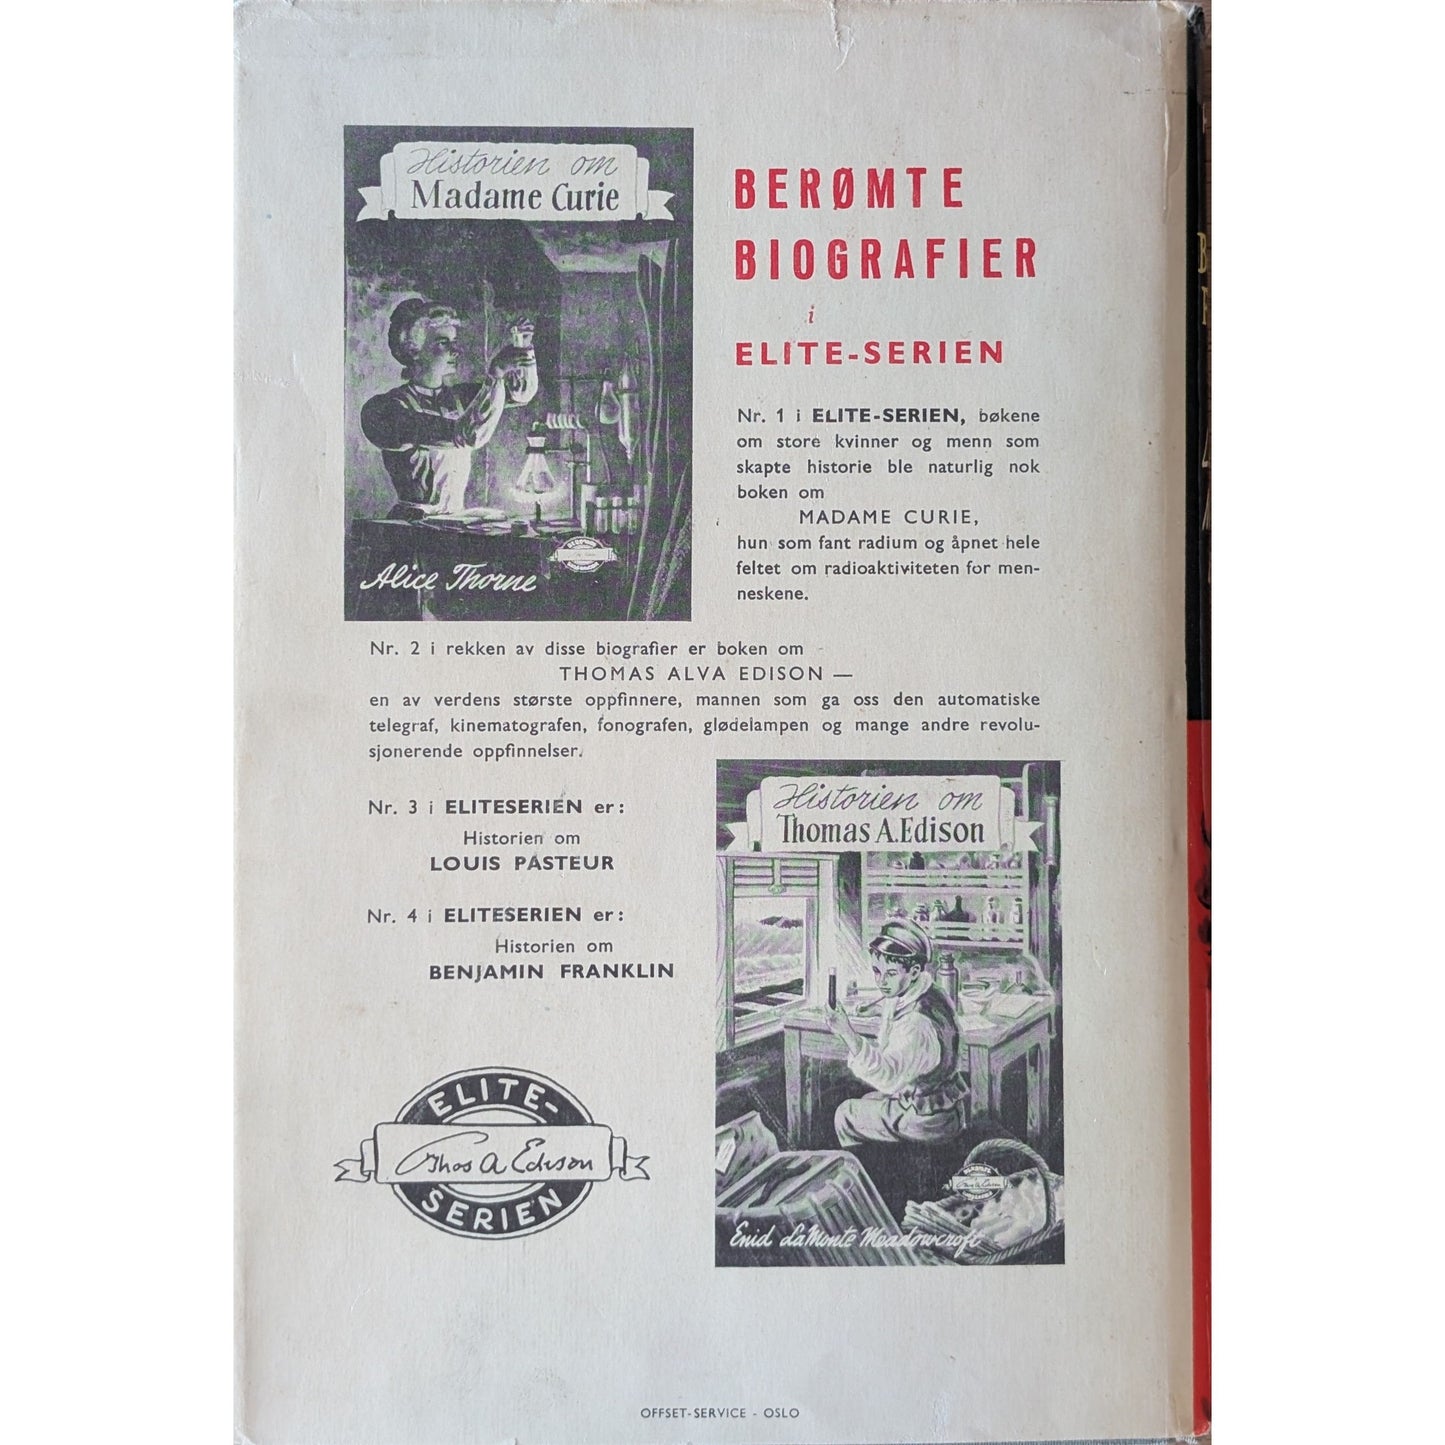 Historien om
Madame Curie
Alice Thorne
BERØMTE
BIOGRAFIER
i
ELITE-SERIEN
Nr. 1 i ELITE-SERIEN, bøkene
om store kvinner og menn som
skapte historie ble naturlig nok
boken om
MADAME CURIE,
hun som fant radium og åpnet hele
feltet om radioaktiviteten for men-
neskene.
Nr. 2 i rekken av disse biografier er boken om
THOMAS ALVA EDISON —
en av verdens største oppfinnere, mannen som ga oss den automatiske
telegraf, kinematografen, fonografen, glødelampen og mange andre revolu-
sjonerende oppfinnelser.
Nr. 3 i ELITESERIEN er:
Historien om
LOUIS PASTEUR
Nr. 4 i ELITESERIEN er:
Historien om
BENJAMIN FRANKLIN
ELITE-
Thos A Edison
SERIEN
Historien om
Thomas A. Edison
Enid LaMonte Meadowcroft
OFFSET-SERVICE - OSLO